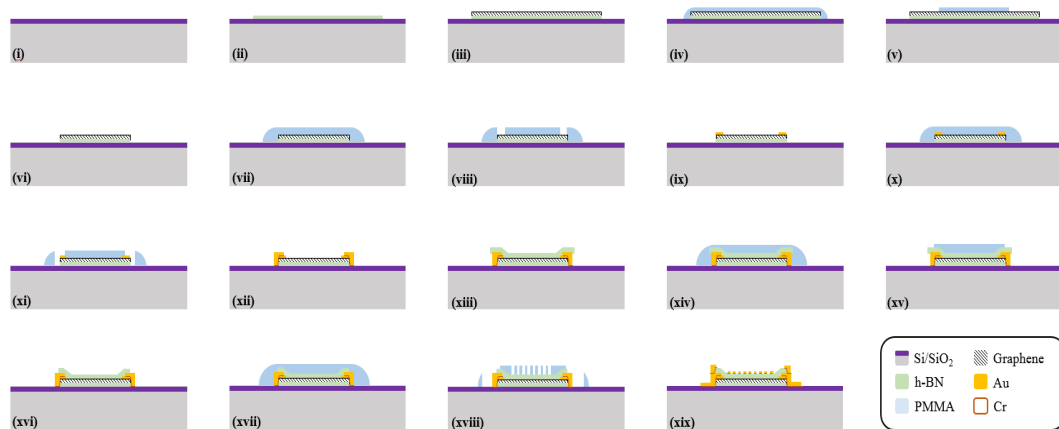 (i) (ii) (iii) (iv) (v)
(vi) (vii) (viii) (ix) (x)
(xi) (xii) (xiii) (xiv) (xv)
(xvi) (xvii) (xviii) (xix)
Si/SiO₂ Graphene
h-BN Au
PMMA Cr